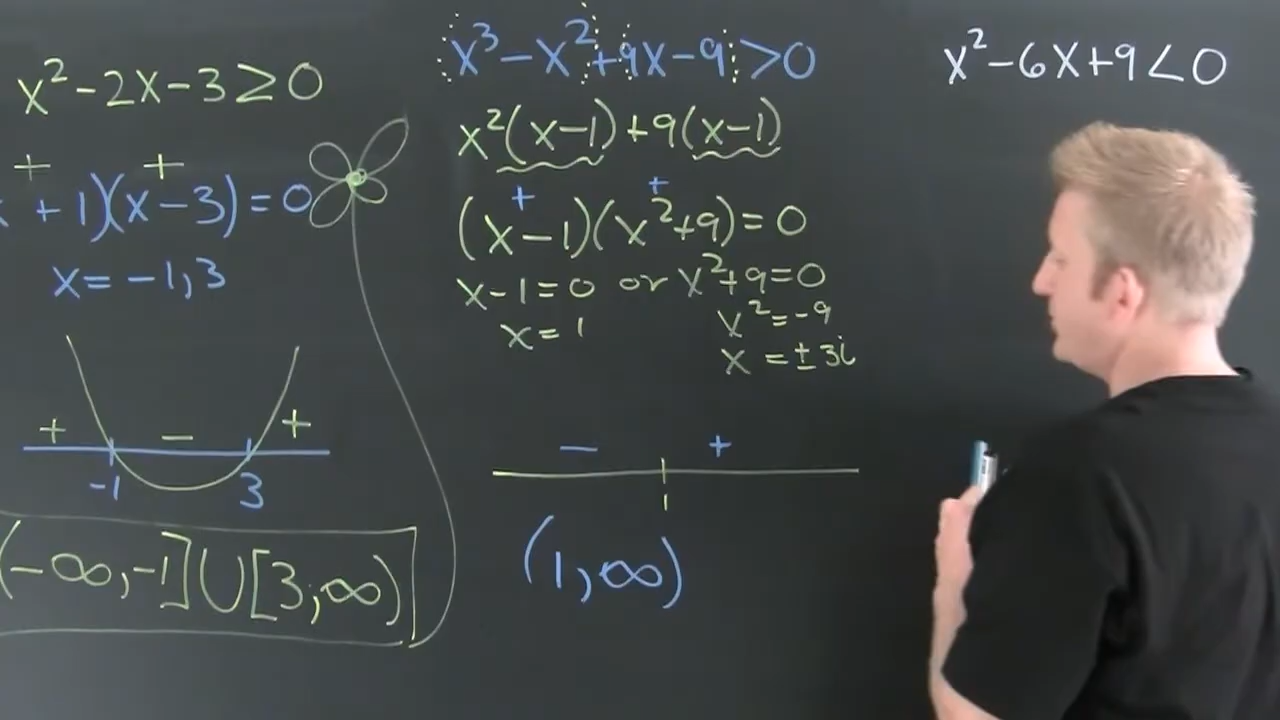 x²-2x-3≥0
+ +
+1)(x-3)=0
x=-1,3
+ - +
-1 3
(-∞,-1]∪[3,∞)
x³-x²+9x-9>0
x²(x-1)+9(x-1)
+ +
(x-1)(x²+9)=0
x-1=0 or x²+9=0
x=1 x²=-9
x=±3i
- +
1
(1,∞)
x²-6x+9<0